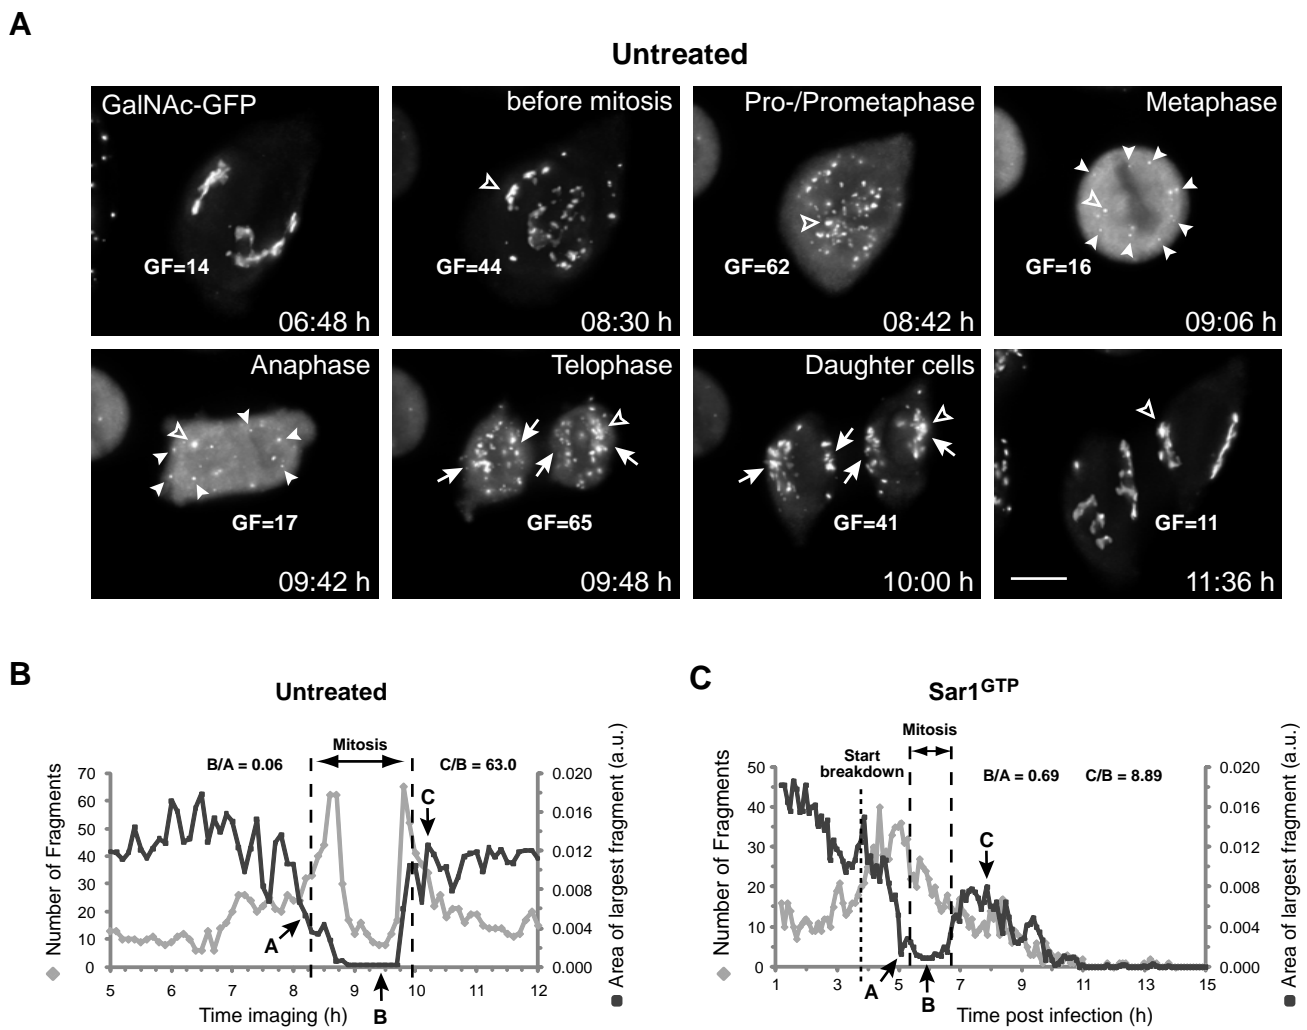 A
Untreated
GalNAc-GFP
GF=14
06:48 h
before mitosis
GF=44
08:30 h
Pro-/Prometaphase
GF=62
08:42 h
Metaphase
GF=16
09:06 h
Anaphase
GF=17
09:42 h
Telophase
GF=65
09:48 h
Daughter cells
GF=41
10:00 h
GF=11
11:36 h
B
Untreated
Mitosis
B/A = 0.06
C/B = 63.0
C
A
B
Number of Fragments
70
60
50
40
30
20
10
0
Area of largest fragment (a.u.)
0.020
0.016
0.012
0.008
0.004
0.000
5 6 7 8 9 10 11 12
Time imaging (h)
C
Sar1GTP
Mitosis
Start
breakdown
B/A = 0.69
C/B = 8.89
C
A
B
Number of Fragments
50
40
30
20
10
0
Area of largest fragment (a.u.)
0.020
0.016
0.012
0.008
0.004
0.000
1 3 5 7 9 11 13 15
Time post infection (h)